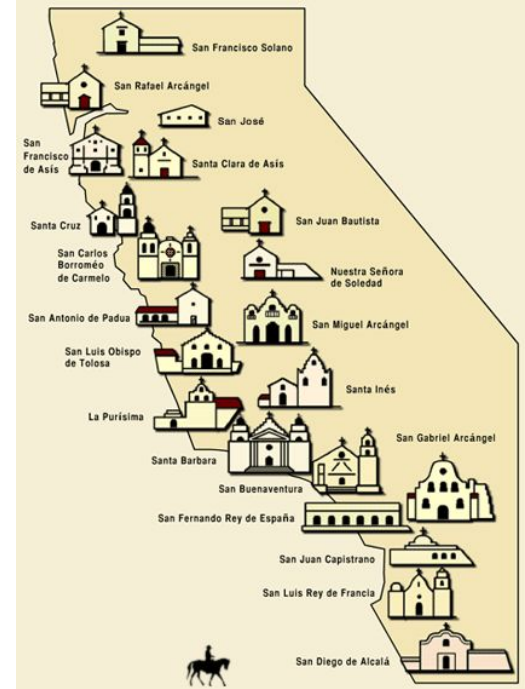 San Francisco Solano
San Rafael Arcángel
San José
San
Francisco
de Asís
Santa Clara de Asís
Santa Cruz
San Juan Bautista
San Carlos
Borroméo
de Carmelo
Nuestra Señora
de Soledad
San Antonio de Padua
San Miguel Arcángel
San Luis Obispo
de Tolosa
Santa Inés
La Purísima
San Gabriel Arcángel
Santa Barbara
San Buenaventura
San Fernando Rey de España
San Juan Capistrano
San Luis Rey de Francia
San Diego de Alcalá